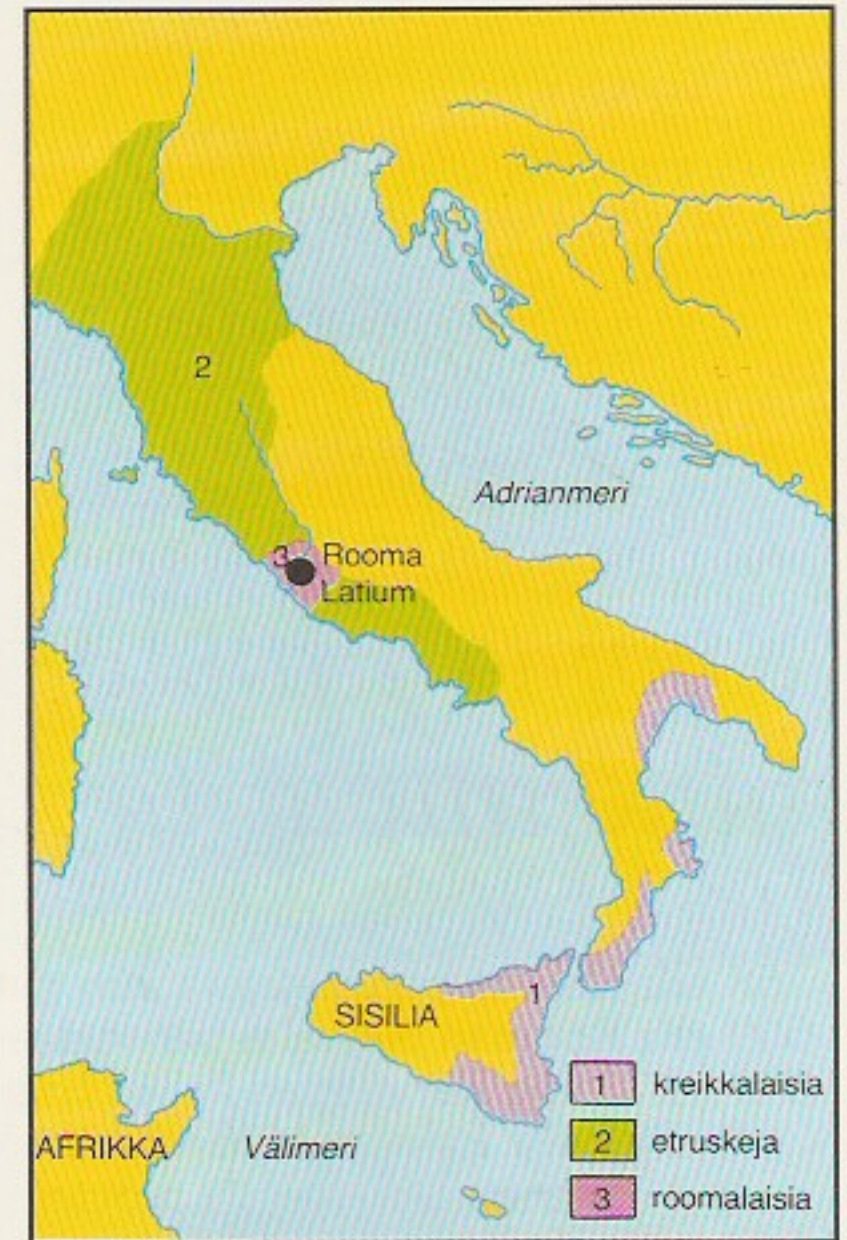 2
Adrianmeri
3 Rooma
Latium
1
SISILIA
1 kreikkalaisia
AFRIKKA
Välimeri
2 etruskeja
3 roomalaisia